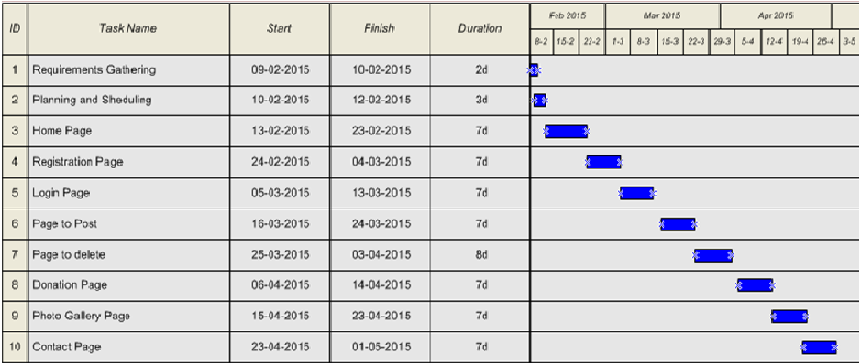 ID Task Name Start Finish Duration Feb 2015 Mar 2015 Apr 2015
8-2 15-2 22-2 1-3 8-3 15-3 22-3 29-3 5-4 12-4 19-4 26-4 3-5
1 Requirements Gathering 09-02-2015 10-02-2015 2d
2 Planning and Sheduling 10-02-2015 12-02-2015 3d
3 Home Page 13-02-2015 23-02-2015 7d
4 Registration Page 24-02-2015 04-03-2015 7d
5 Login Page 05-03-2015 13-03-2015 7d
6 Page to Post 16-03-2015 24-03-2015 7d
7 Page to delete 25-03-2015 03-04-2015 8d
8 Donation Page 06-04-2015 14-04-2015 7d
9 Photo Gallery Page 15-04-2015 23-04-2015 7d
10 Contact Page 23-04-2015 01-05-2015 7d